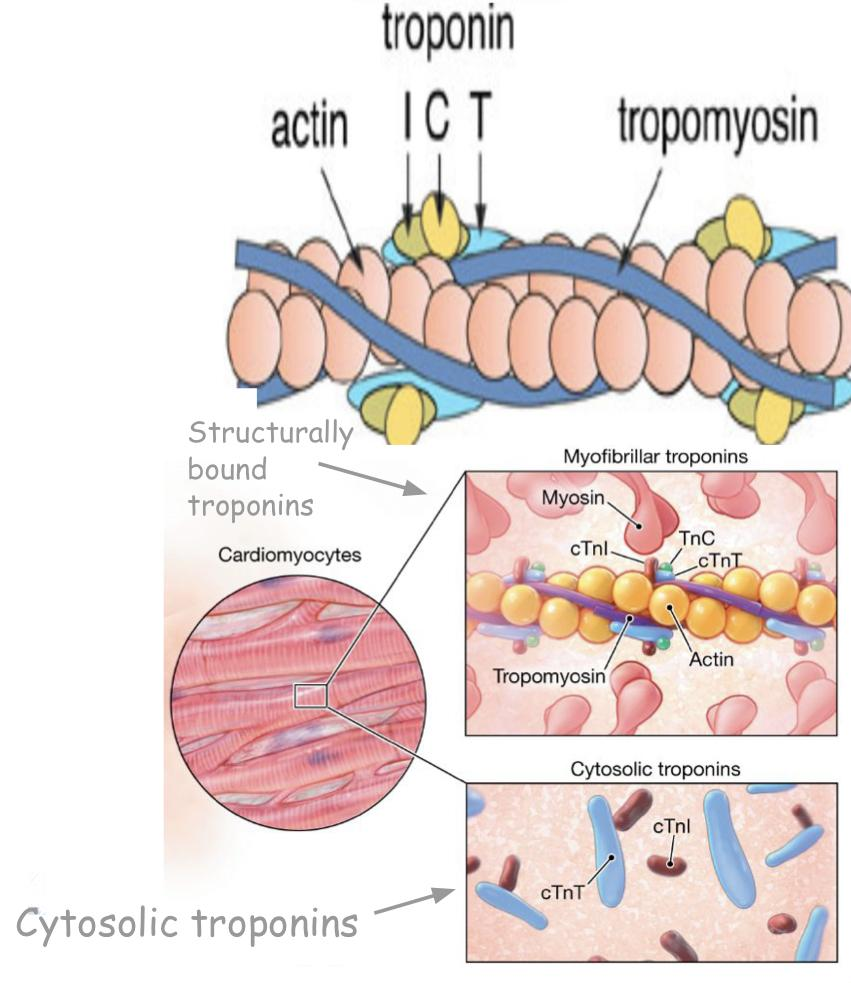 troponin
actin
I C T
tropomyosin
Structurally
bound
troponins
Myofibrillar troponins
Myosin
TnC
cTnI
cTnT
Cardiomyocytes
Actin
Tropomyosin
Cytosolic troponins
cTnI
cTnT
Cytosolic troponins